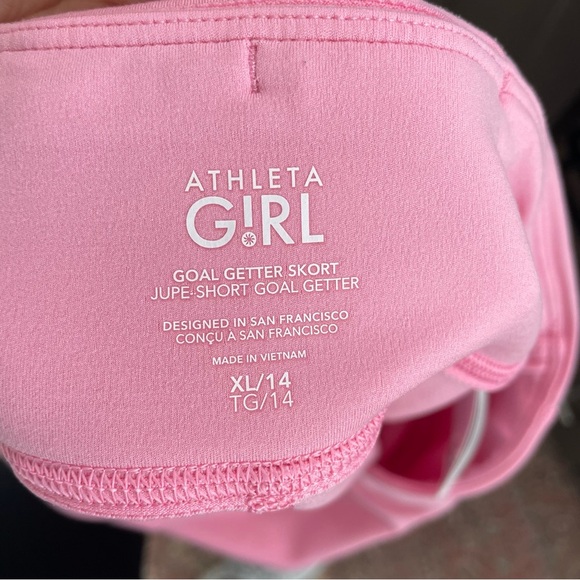 ATHLETA
G!RL
GOAL GETTER SKORT
JUPE-SHORT GOAL GETTER
DESIGNED IN SAN FRANCISCO
CONÇU À SAN FRANCISCO
MADE IN VIETNAM
XL/14
TG/14